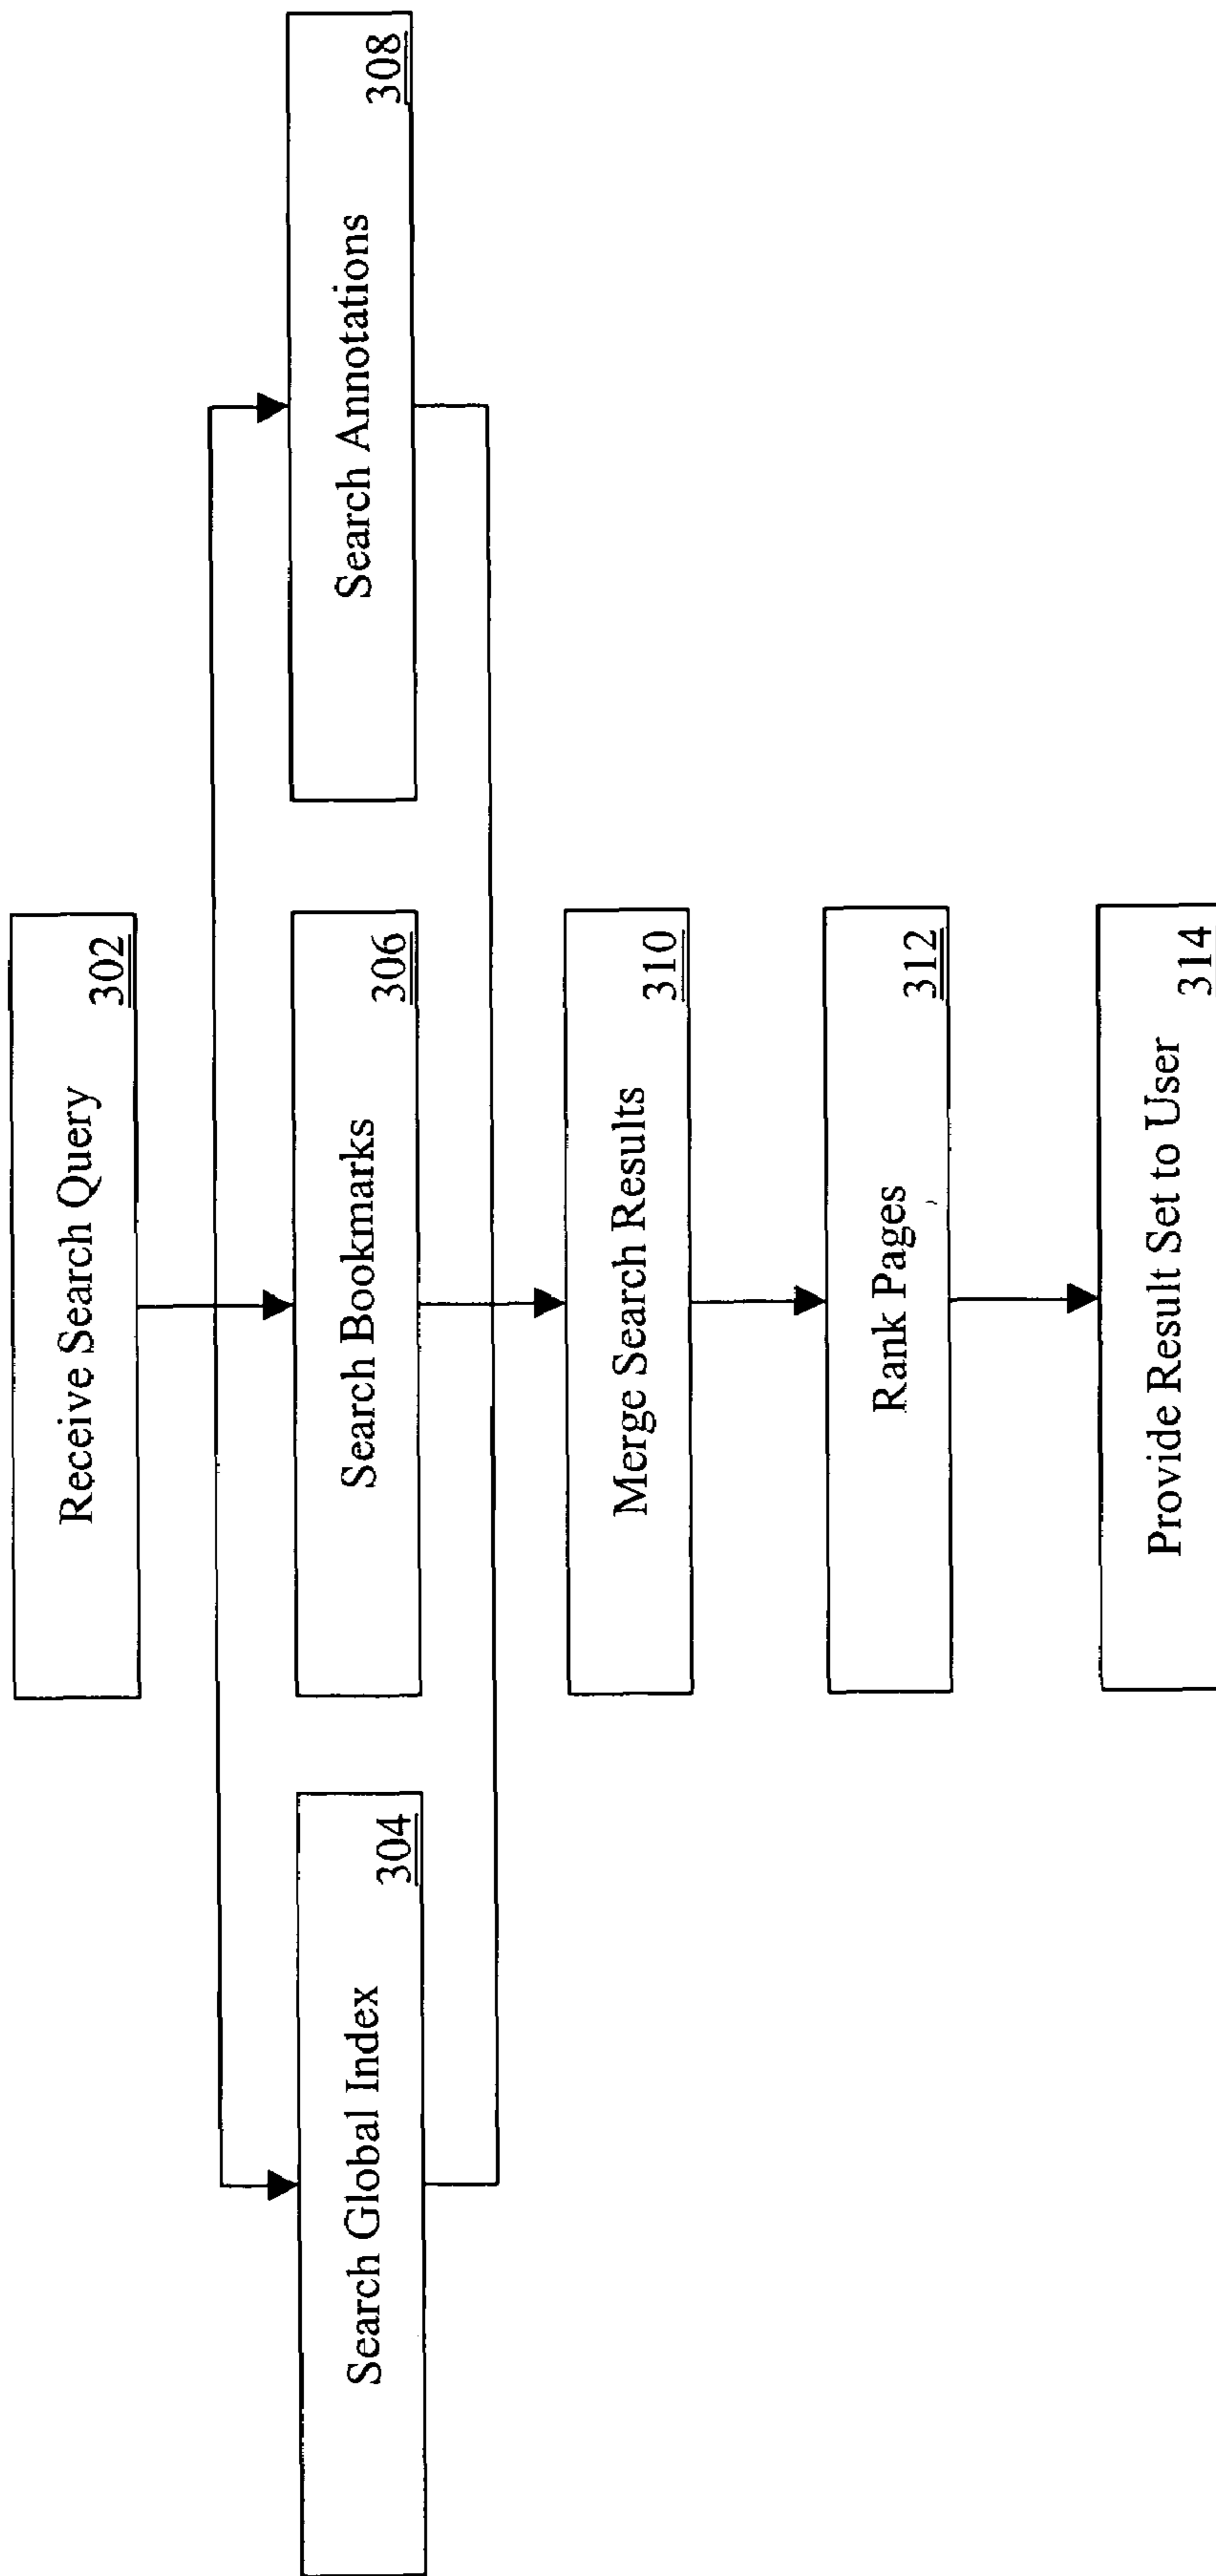 Receive Search Query
302
Search Global Index
304
Search Bookmarks
306
Search Annotations
308
Merge Search Results
310
Rank Pages
312
Provide Result Set to User
314